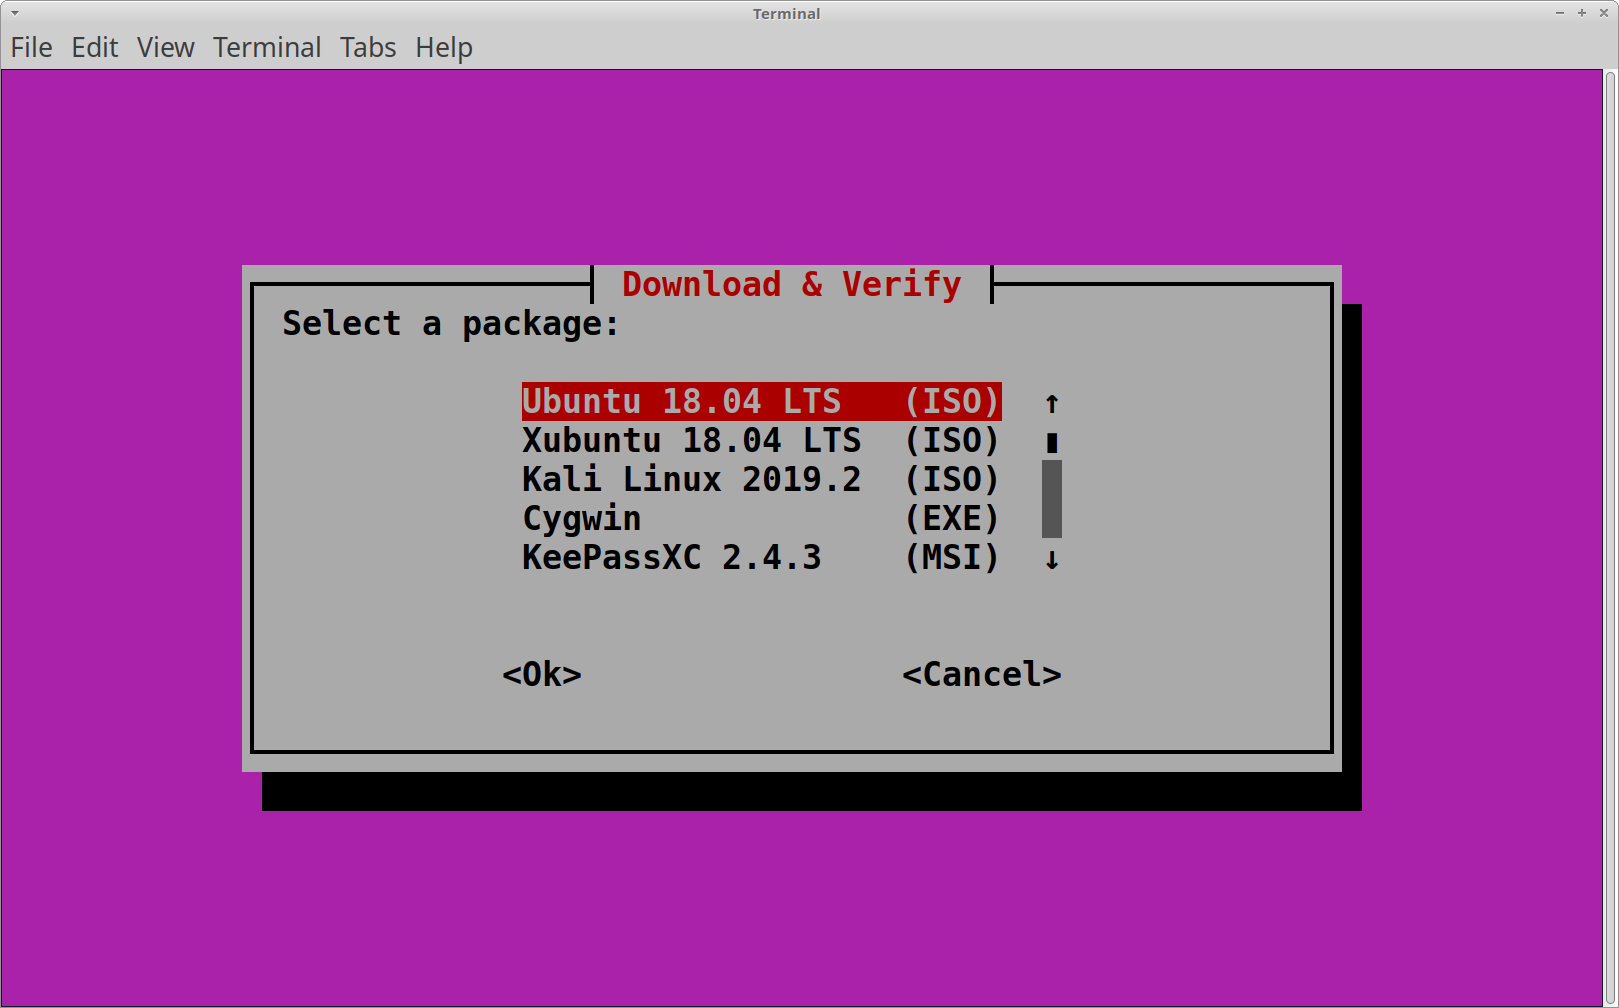 Terminal
File Edit View Terminal Tabs Help
Download & Verify
Select a package:
Ubuntu 18.04 LTS (ISO) ↑
Xubuntu 18.04 LTS (ISO)
Kali Linux 2019.2 (ISO)
Cygwin (EXE)
KeePassXC 2.4.3 (MSI) ↓
<Ok> <Cancel>